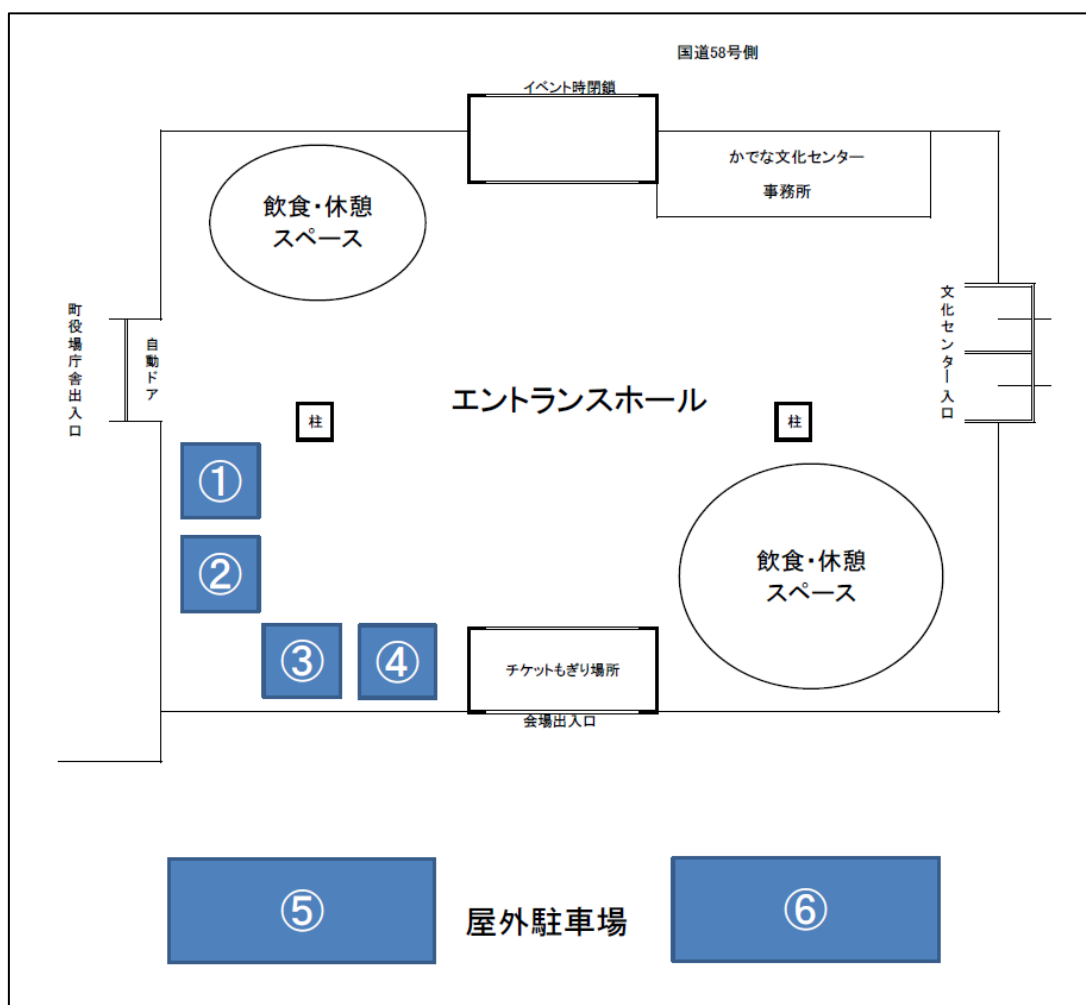 国道58号側
イベント時閉鎖
かでな文化センター
事務所
飲食・休憩
スペース
町役場庁舎出入口
自動ドア
文化センター入口
エントランスホール
柱
柱
①
②
③
④
飲食・休憩
スペース
チケットもぎり場所
会場出入口
⑤
屋外駐車場
⑥